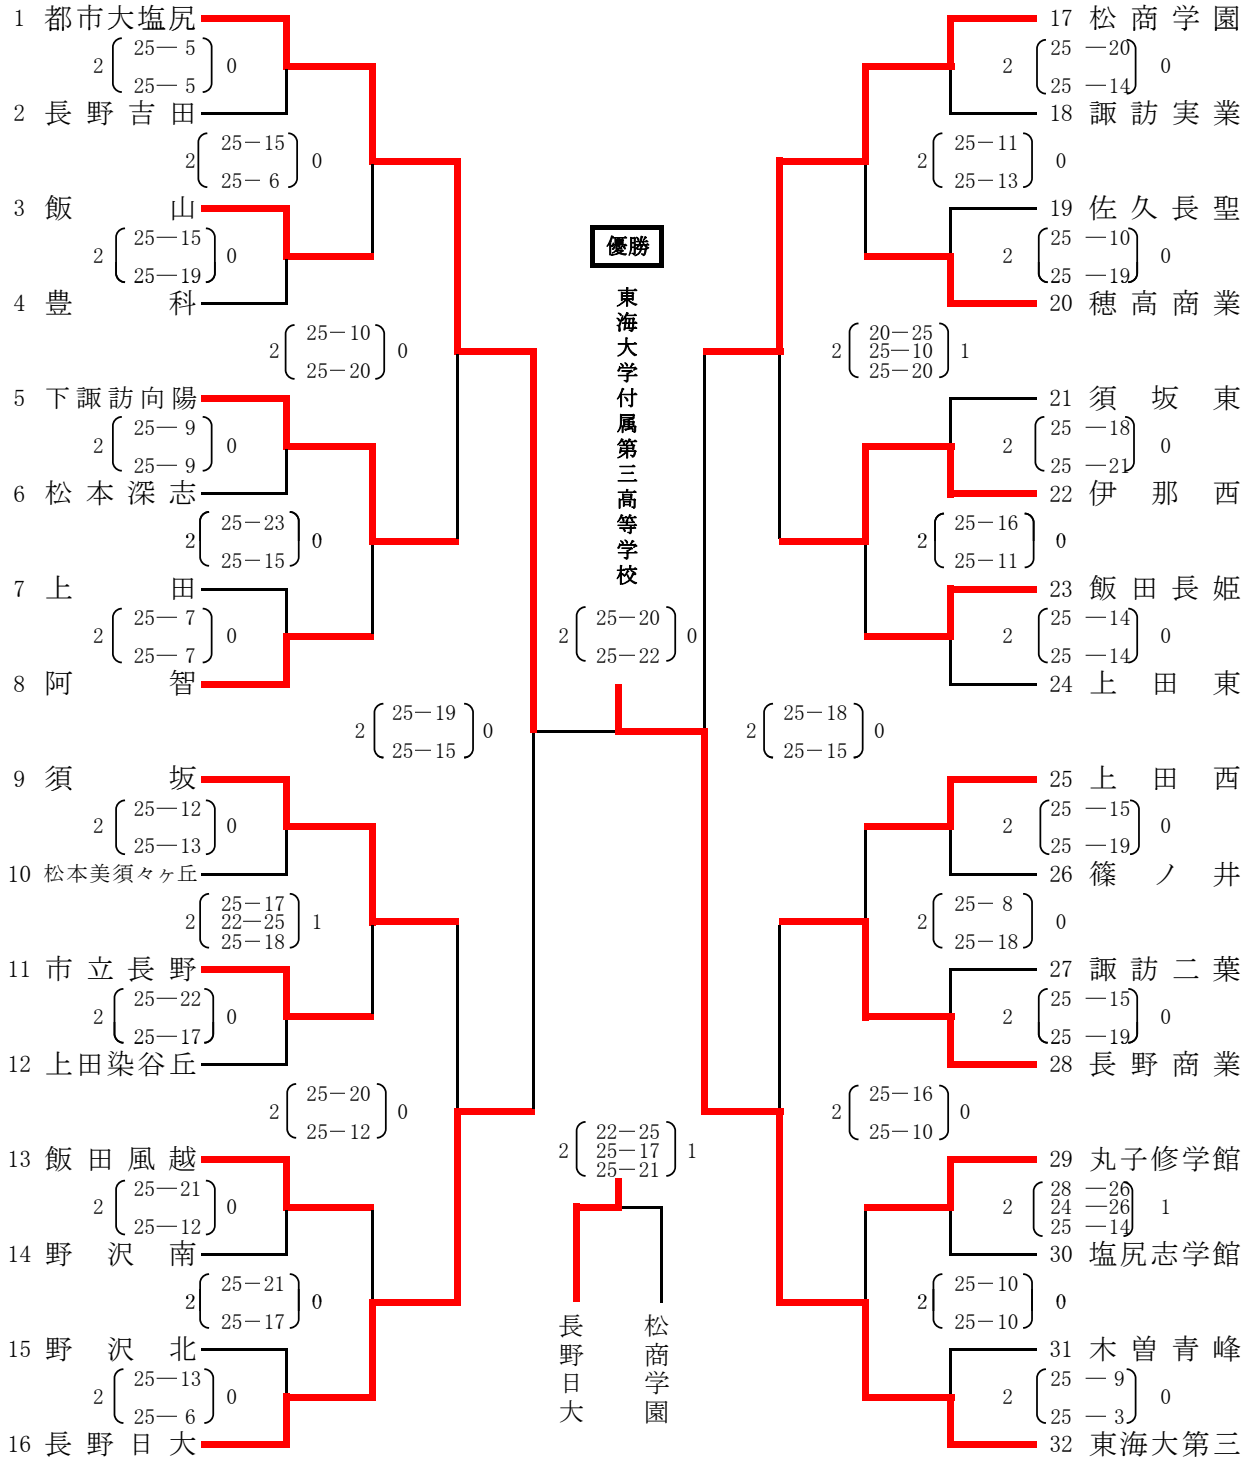 1 都市大塩尻
2 25― 5 0
25― 5
2 長野吉田
2 25－15 0
25－ 6
3 飯山
2 25―15 0
25―19
4 豊科
2 25－10 0
25－20
5 下諏訪向陽
2 25― 9 0
25― 9
6 松本深志
2 25－23 0
25－15
7 上田
2 25― 7 0
25― 7
8 阿智
2 25－19 0
25－15
9 須坂
2 25―12 0
25―13
10 松本美須々ヶ丘
25－17
2 22―25 1
25－18
11 市立長野
2 25―22 0
25―17
12 上田染谷丘
2 25－20 0
25－12
13 飯田風越
2 25―21 0
25―12
14 野沢南
2 25－21 0
25－17
15 野沢北
2 25―13 0
25― 6
16 長野日大
優勝
東海大学付属第三高等学校
2 25－20 0
25－22
22－25
2 25－17 1
25－21
長野日大
松商学園
17 松商学園
2 25 ―20 0
25 ―14
18 諏訪実業
2 25－11 0
25－13
19 佐久長聖
2 25 ―10 0
25 ―19
20 穂高商業
20－25
2 25－10 1
25－20
21 須坂東
2 25 ―18 0
25 ―21
22 伊那西
2 25－16 0
25－11
23 飯田長姫
2 25 ―14 0
25 ―14
24 上田東
2 25－18 0
25－15
25 上田西
2 25 ―15 0
25 ―19
26 篠ノ井
2 25－ 8 0
25－18
27 諏訪二葉
2 25 ―15 0
25 ―19
28 長野商業
2 25－16 0
25－10
29 丸子修学館
28 ―26
2 24 ―26 1
25 ―14
30 塩尻志学館
2 25－10 0
25－10
31 木曽青峰
2 25 ― 9 0
25 ― 3
32 東海大第三